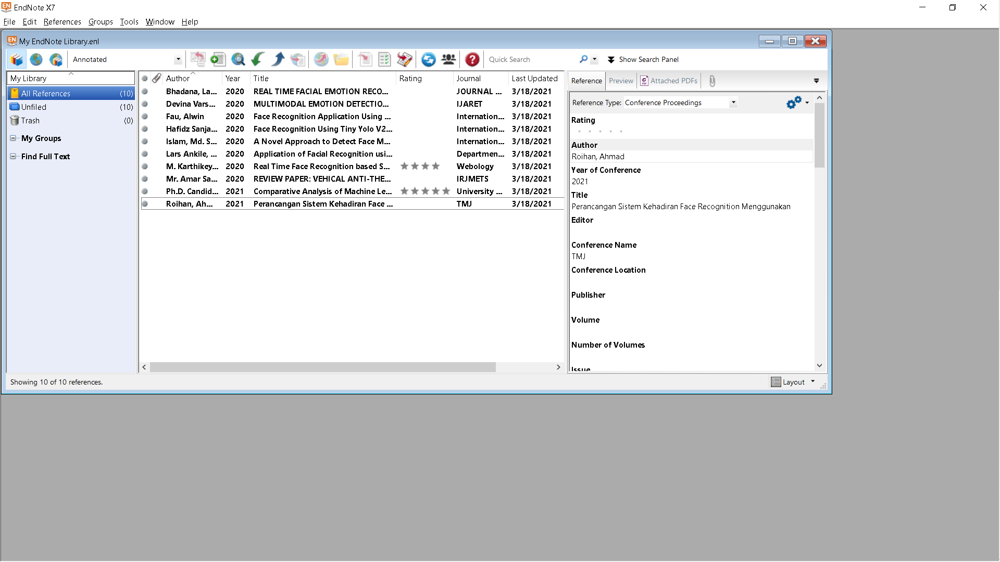 EndNote X7
File Edit References Groups Tools Window Help
My EndNote Library.enl
Annotated Quick Search Show Search Panel
My Library
All References (10)
Unfiled (10)
Trash (0)
My Groups
Find Full Text
Author Year Title Rating Journal Last Updated
Bhadana, La... 2020 REAL TIME FACIAL EMOTION RECO... JOURNAL ... 3/18/2021
Devina Vars... 2020 MULTIMODAL EMOTION DETECTIO... IJARET 3/18/2021
Fau, Alwin 2020 Face Recognition Application Using ... Internation... 3/18/2021
Hafidz Sanja... 2020 Face Recognition Using Tiny Yolo V2... Internation... 3/18/2021
Islam, Md. S... 2020 A Novel Approach to Detect Face M... Internation... 3/18/2021
Lars Ankile, ... 2020 Application of Facial Recognition usi... Departmen... 3/18/2021
M. Karthikey... 2020 Real Time Face Recognition based S... Webology 3/18/2021
Mr. Amar Sa... 2020 REVIEW PAPER: VEHICAL ANTI-THE... IRJMETS 3/18/2021
Ph.D. Candid... 2021 Comparative Analysis of Machine Le... University ... 3/18/2021
Roihan, Ah... 2021 Perancangan Sistem Kehadiran Face ... TMJ 3/18/2021
Reference Preview Attached PDFs
Reference Type: Conference Proceedings
Rating
Author
Roihan, Ahmad
Year of Conference
2021
Title
Perancangan Sistem Kehadiran Face Recognition Menggunakan
Editor
Conference Name
TMJ
Conference Location
Publisher
Volume
Number of Volumes
Issue
Showing 10 of 10 references.
Layout